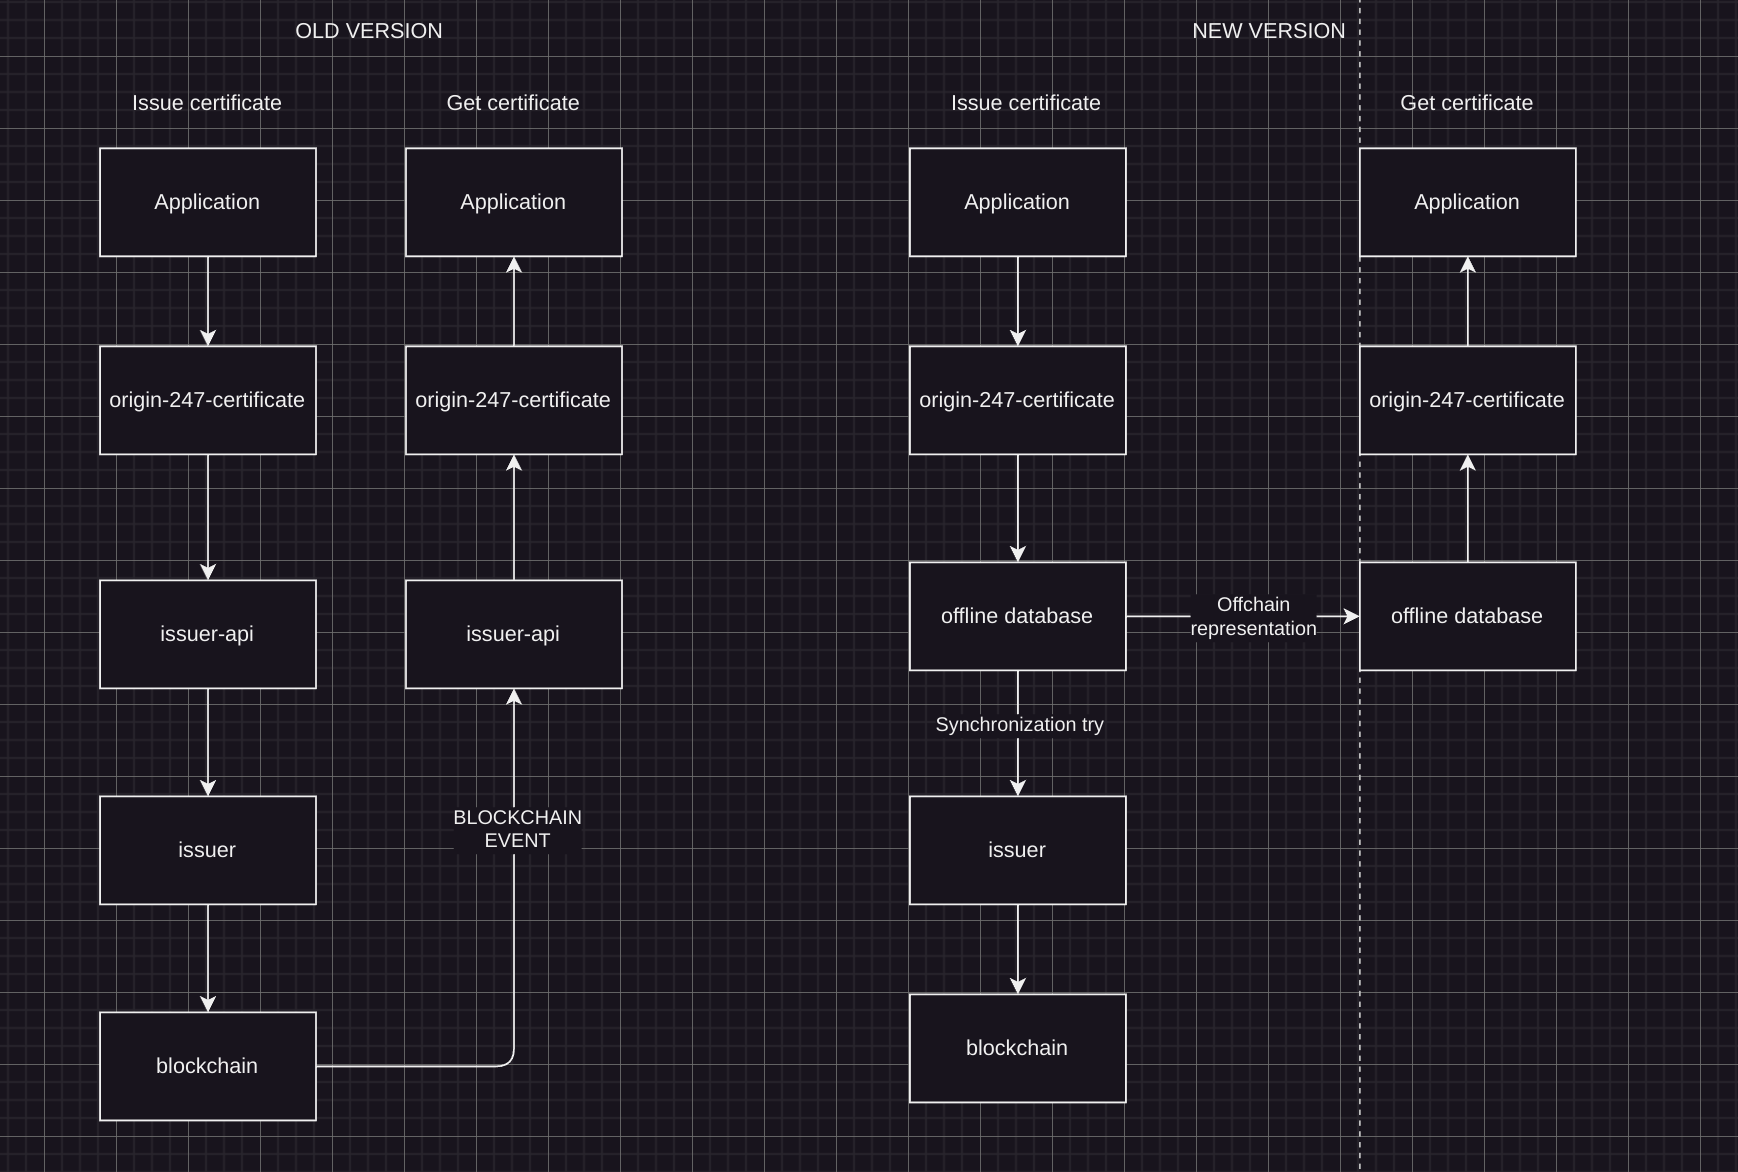 OLD VERSION
NEW VERSION
Issue certificate
Get certificate
Issue certificate
Get certificate
Application
Application
Application
Application
origin-247-certificate
origin-247-certificate
origin-247-certificate
origin-247-certificate
issuer-api
issuer-api
offline database
Offchain
representation
offline database
Synchronization try
issuer
BLOCKCHAIN
EVENT
issuer
blockchain
blockchain